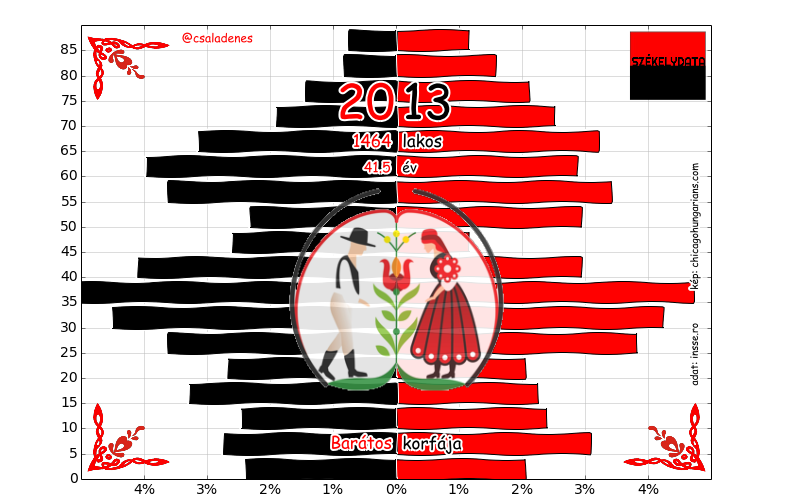 @csaladenes
SZÉKELYDATA
2013
1464 lakos
41,5 év
Barátos korfája
kép: chicagohungarians.com
adat: insse.ro
85
80
75
70
65
60
55
50
45
40
35
30
25
20
15
10
5
0
4% 3% 2% 1% 0% 1% 2% 3% 4%